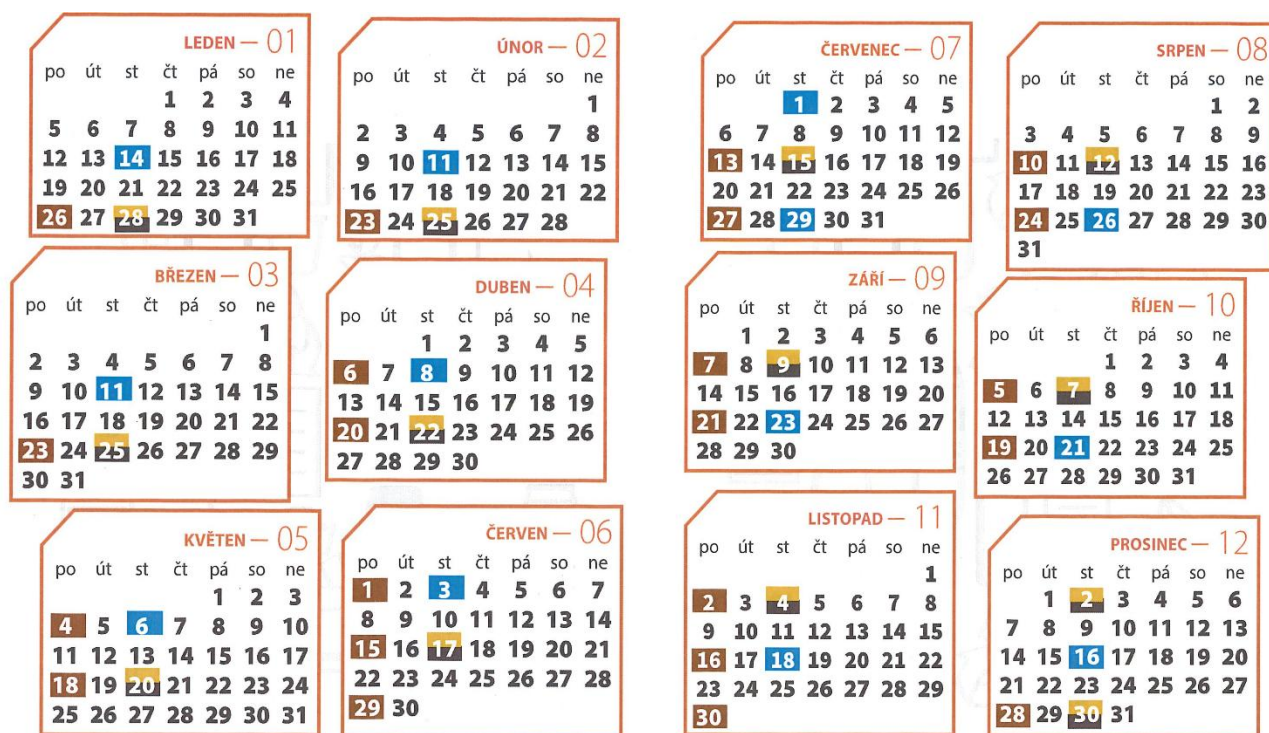 LEDEN — 01
po út st čt pá so ne
1 2 3 4
5 6 7 8 9 10 11
12 13 14 15 16 17 18
19 20 21 22 23 24 25
26 27 28 29 30 31
ÚNOR — 02
po út st čt pá so ne
1
2 3 4 5 6 7 8
9 10 11 12 13 14 15
16 17 18 19 20 21 22
23 24 25 26 27 28
BŘEZEN — 03
po út st čt pá so ne
1
2 3 4 5 6 7 8
9 10 11 12 13 14 15
16 17 18 19 20 21 22
23 24 25 26 27 28 29
30 31
DUBEN — 04
po út st čt pá so ne
1 2 3 4 5
6 7 8 9 10 11 12
13 14 15 16 17 18 19
20 21 22 23 24 25 26
27 28 29 30
KVĚTEN — 05
po út st čt pá so ne
1 2 3
4 5 6 7 8 9 10
11 12 13 14 15 16 17
18 19 20 21 22 23 24
25 26 27 28 29 30 31
ČERVEN — 06
po út st čt pá so ne
1 2 3 4 5 6 7
8 9 10 11 12 13 14
15 16 17 18 19 20 21
22 23 24 25 26 27 28
29 30
ČERVENEC — 07
po út st čt pá so ne
1 2 3 4 5
6 7 8 9 10 11 12
13 14 15 16 17 18 19
20 21 22 23 24 25 26
27 28 29 30 31
SRPEN — 08
po út st čt pá so ne
1 2
3 4 5 6 7 8 9
10 11 12 13 14 15 16
17 18 19 20 21 22 23
24 25 26 27 28 29 30
31
ZÁŘÍ — 09
po út st čt pá so ne
1 2 3 4 5 6
7 8 9 10 11 12 13
14 15 16 17 18 19 20
21 22 23 24 25 26 27
28 29 30
ŘÍJEN — 10
po út st čt pá so ne
1 2 3 4
5 6 7 8 9 10 11
12 13 14 15 16 17 18
19 20 21 22 23 24 25
26 27 28 29 30 31
LISTOPAD — 11
po út st čt pá so ne
1
2 3 4 5 6 7 8
9 10 11 12 13 14 15
16 17 18 19 20 21 22
23 24 25 26 27 28 29
30
PROSINEC — 12
po út st čt pá so ne
1 2 3 4 5 6
7 8 9 10 11 12 13
14 15 16 17 18 19 20
21 22 23 24 25 26 27
28 29 30 31